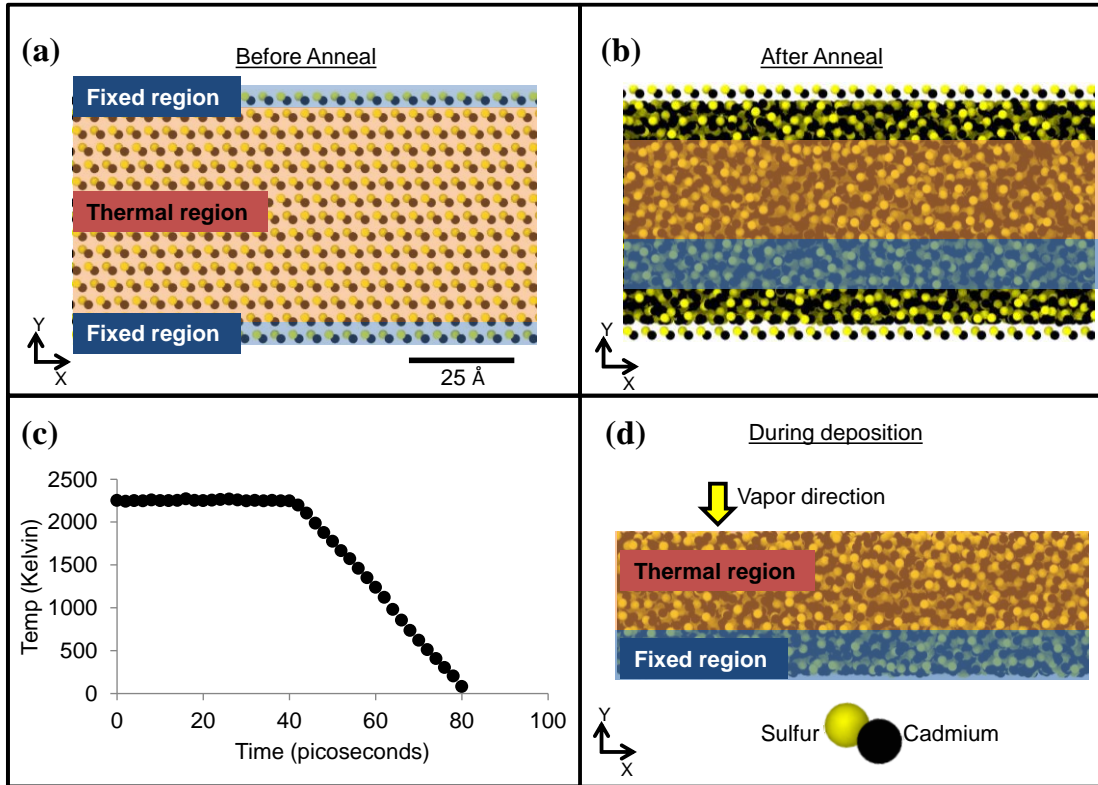 (a)
Before Anneal
Fixed region
Thermal region
Fixed region
Y
X
25 Å
(b)
After Anneal
Y
X
(c)
2500
2000
1500
1000
500
0
Temp (Kelvin)
0 20 40 60 80 100
Time (picoseconds)
(d)
During deposition
Vapor direction
Thermal region
Fixed region
Y
X
Sulfur
Cadmium